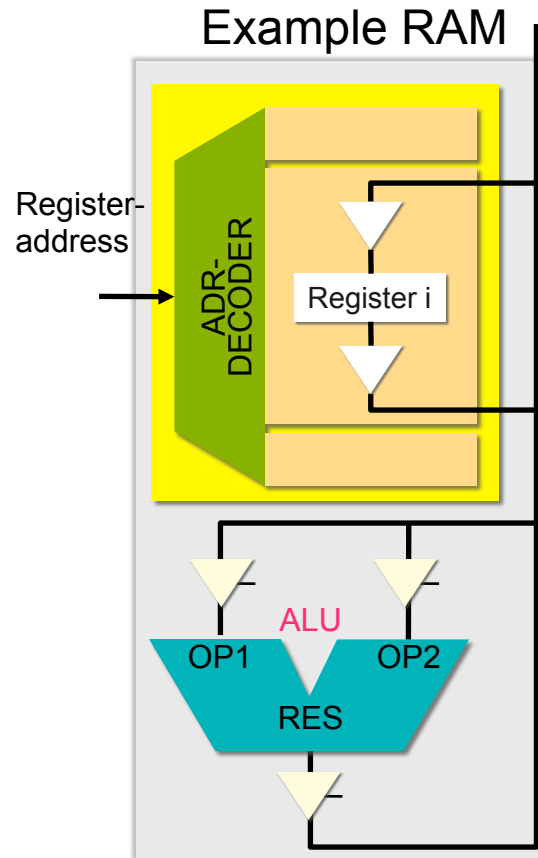 Example RAM
Register-
address
ADR-
DECODER
Register i
ALU
OP1
OP2
RES